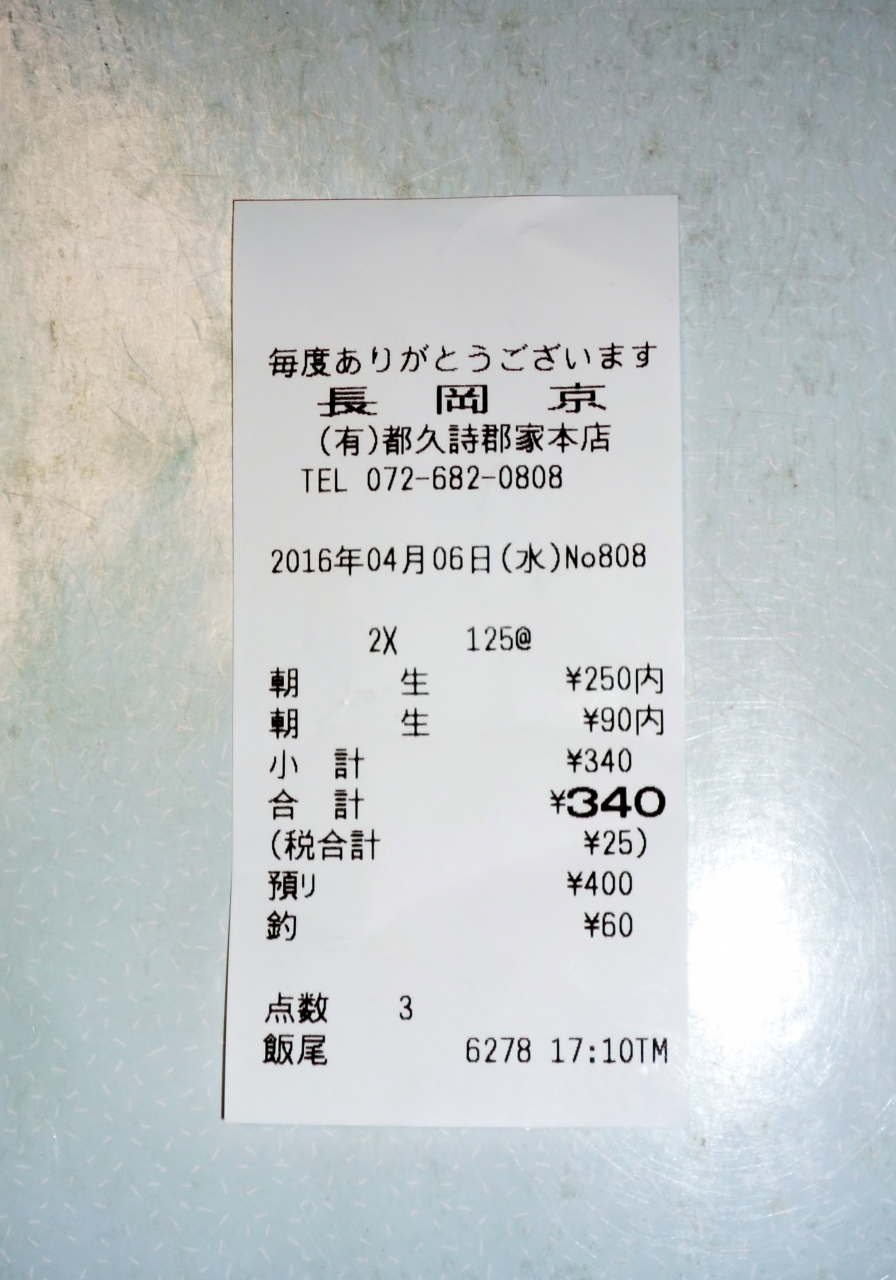 毎度ありがとうございます
長岡京
(有)都久詩郡家本店
TEL 072-682-0808
2016年04月06日(水)No808
2X 125@
朝 生 ¥250内
朝 生 ¥90内
小 計 ¥340
合 計 ¥340
(税合計 ¥25)
預り ¥400
釣 ¥60
点数 3
飯尾 6278 17:10TM